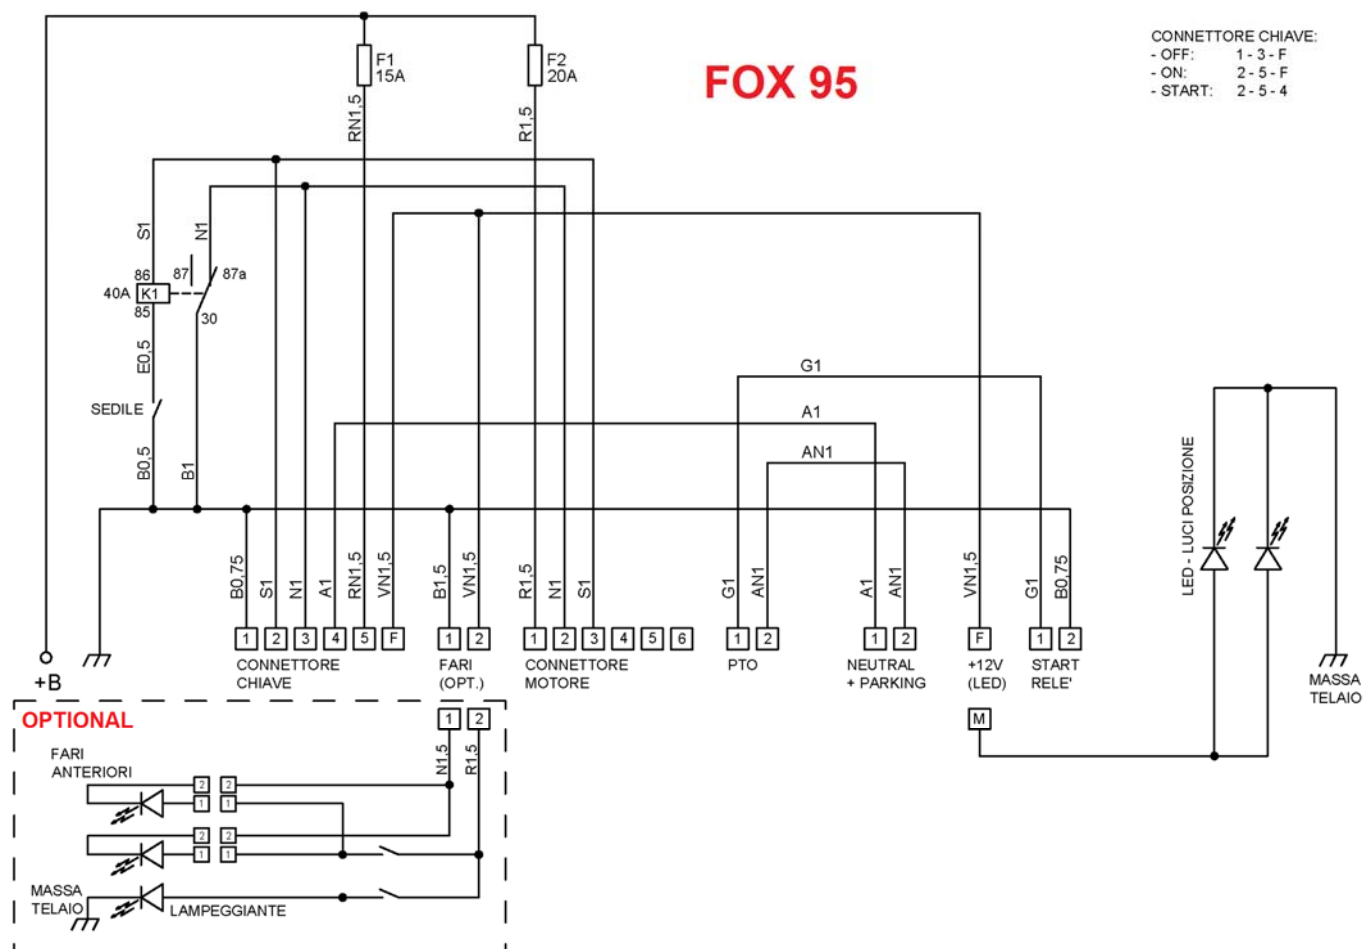 FOX 95
CONNETTORE CHIAVE:
- OFF: 1 - 3 - F
- ON: 2 - 5 - F
- START: 2 - 5 - 4
F1
15A
F2
20A
RN1,5
R1,5
S1
N1
86
87
87a
40A
K1
85
30
E0,5
SEDILE
B0,5
B1
G1
A1
AN1
LED - LUCI POSIZIONE
B0,75
S1
N1
A1
RN1,5
VN1,5
B1,5
VN1,5
R1,5
N1
S1
G1
AN1
A1
AN1
VN1,5
G1
B0,75
1 2 3 4 5 F
1 2
1 2 3 4 5 6
1 2
1 2
F
1 2
CONNETTORE
CHIAVE
FARI
(OPT.)
CONNETTORE
MOTORE
PTO
NEUTRAL
+ PARKING
+12V
(LED)
START
RELE'
MASSA
TELAIO
+B
M
OPTIONAL
1 2
N1,5
R1,5
FARI
ANTERIORI
2 2
1 1
2 2
1 1
MASSA
TELAIO
LAMPEGGIANTE